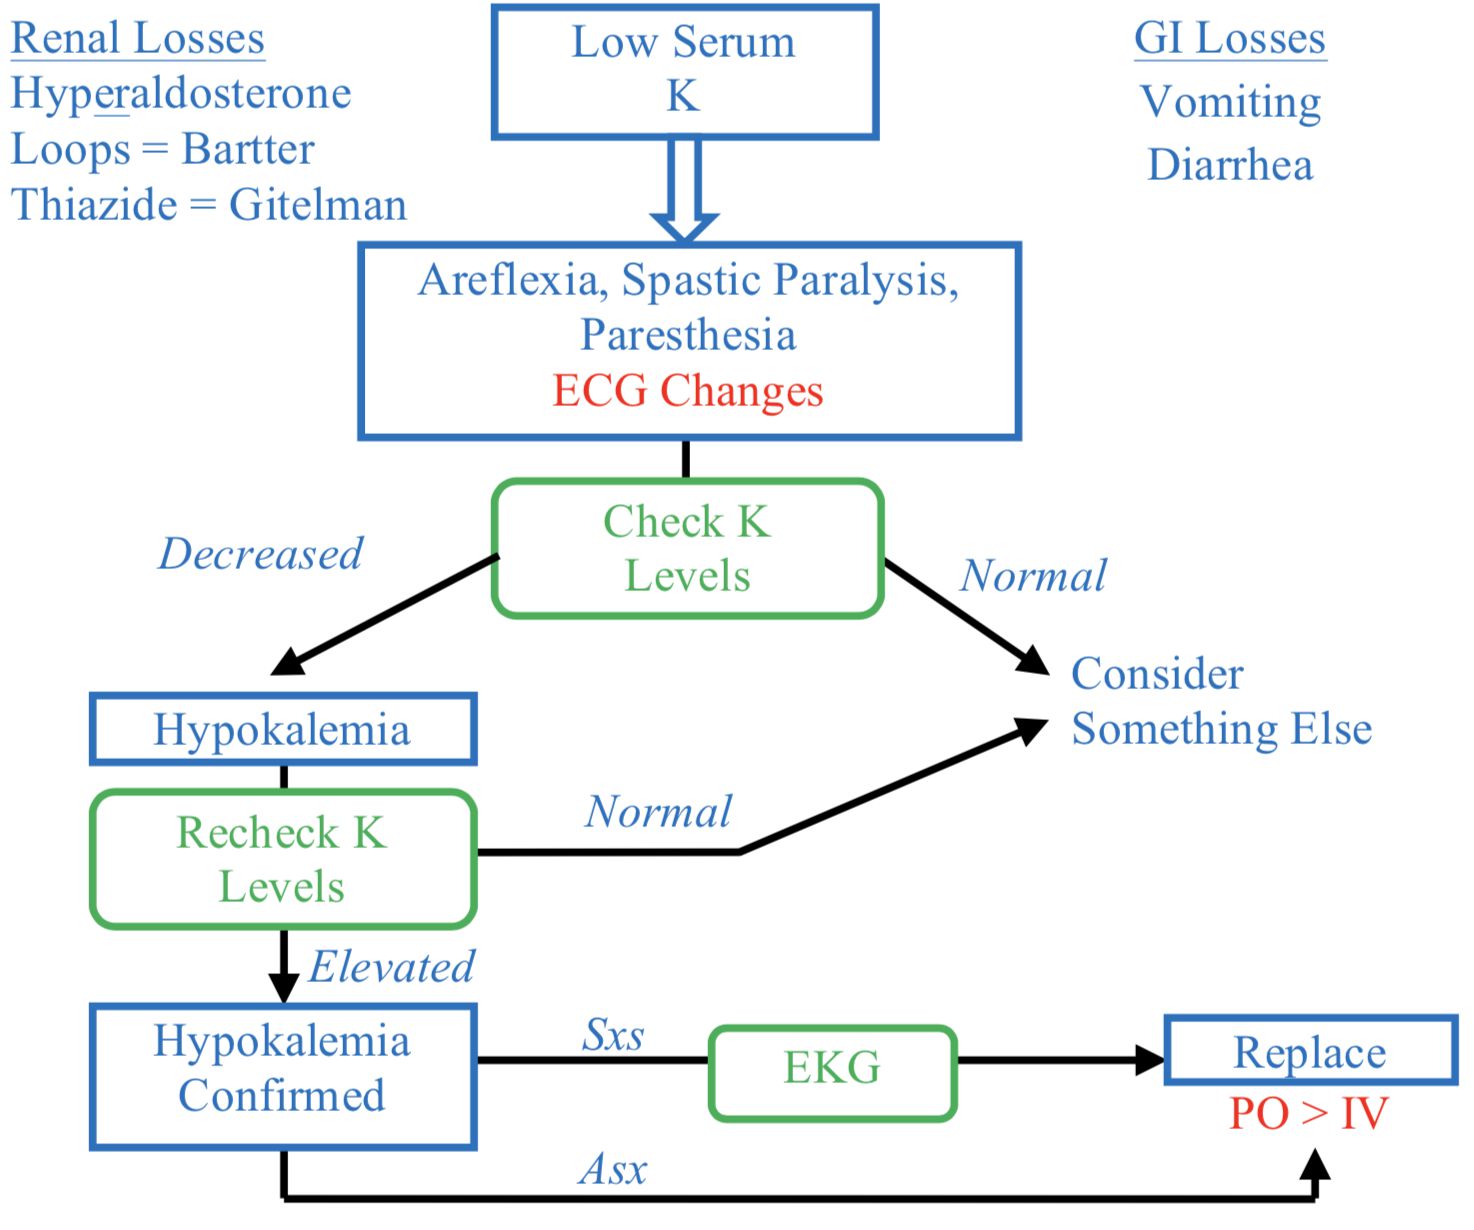 Renal Losses
Hyperaldosterone
Loops = Bartter
Thiazide = Gitelman
Low Serum
K
GI Losses
Vomiting
Diarrhea
Areflexia, Spastic Paralysis,
Paresthesia
ECG Changes
Check K
Levels
Decreased
Normal
Consider
Something Else
Hypokalemia
Recheck K
Levels
Normal
Elevated
Hypokalemia
Confirmed
Sxs
EKG
Replace
PO > IV
Asx